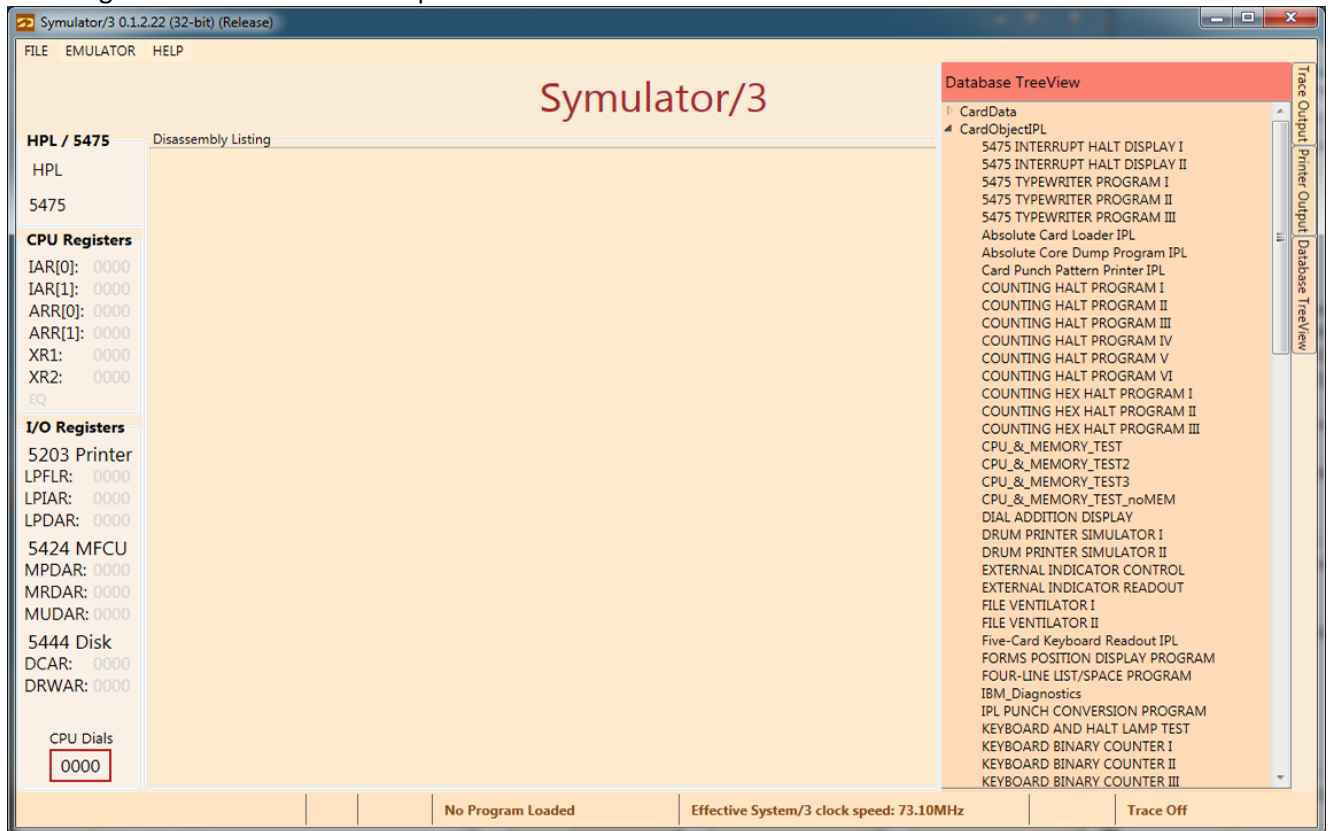 Symulator/3 0.1.2.22 (32-bit) (Release)
FILE EMULATOR HELP
Symulator/3
HPL / 5475
HPL
5475
CPU Registers
IAR[0]: 0000
IAR[1]: 0000
ARR[0]: 0000
ARR[1]: 0000
XR1: 0000
XR2: 0000
EQ
I/O Registers
5203 Printer
LPFLR: 0000
LPIAR: 0000
LPDAR: 0000
5424 MFCU
MPDAR: 0000
MRDAR: 0000
MUDAR: 0000
5444 Disk
DCAR: 0000
DRWAR: 0000
CPU Dials
0000
Disassembly Listing
Database TreeView
CardData
CardObjectIPL
5475 INTERRUPT HALT DISPLAY I
5475 INTERRUPT HALT DISPLAY II
5475 TYPEWRITER PROGRAM I
5475 TYPEWRITER PROGRAM II
5475 TYPEWRITER PROGRAM III
Absolute Card Loader IPL
Absolute Core Dump Program IPL
Card Punch Pattern Printer IPL
COUNTING HALT PROGRAM I
COUNTING HALT PROGRAM II
COUNTING HALT PROGRAM III
COUNTING HALT PROGRAM IV
COUNTING HALT PROGRAM V
COUNTING HALT PROGRAM VI
COUNTING HEX HALT PROGRAM I
COUNTING HEX HALT PROGRAM II
COUNTING HEX HALT PROGRAM III
CPU_&_MEMORY_TEST
CPU_&_MEMORY_TEST2
CPU_&_MEMORY_TEST3
CPU_&_MEMORY_TEST_noMEM
DIAL ADDITION DISPLAY
DRUM PRINTER SIMULATOR I
DRUM PRINTER SIMULATOR II
EXTERNAL INDICATOR CONTROL
EXTERNAL INDICATOR READOUT
FILE VENTILATOR I
FILE VENTILATOR II
Five-Card Keyboard Readout IPL
FORMS POSITION DISPLAY PROGRAM
FOUR-LINE LIST/SPACE PROGRAM
IBM_Diagnostics
IPL PUNCH CONVERSION PROGRAM
KEYBOARD AND HALT LAMP TEST
KEYBOARD BINARY COUNTER I
KEYBOARD BINARY COUNTER II
KEYBOARD BINARY COUNTER III
Trace Output
Printer Output
Database TreeView
No Program Loaded
Effective System/3 clock speed: 73.10MHz
Trace Off